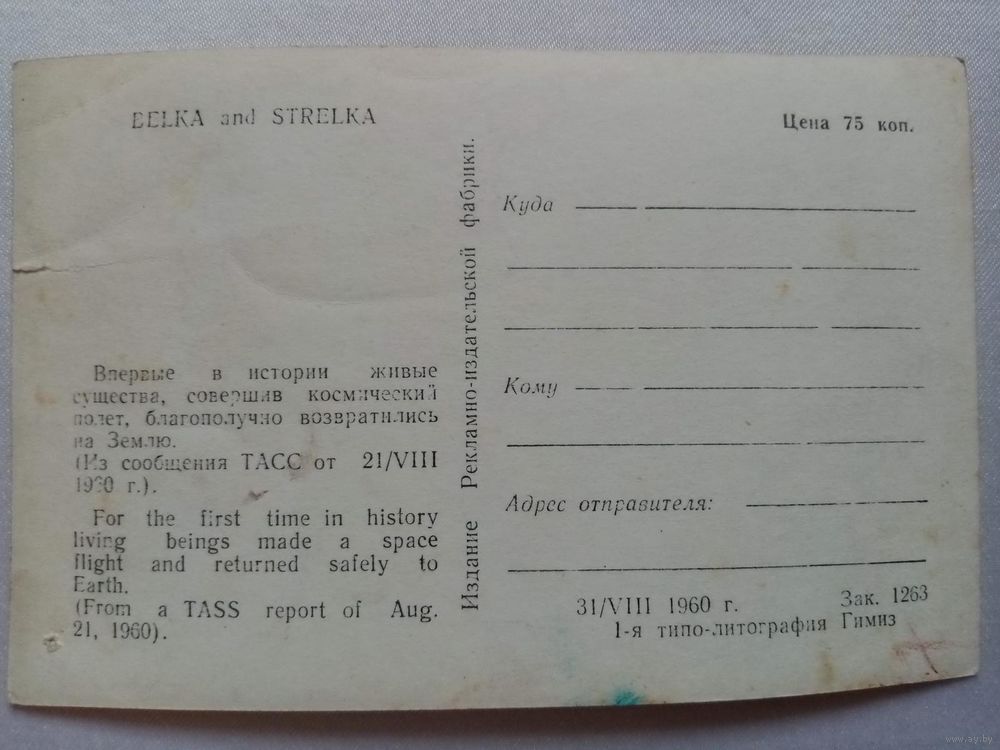 BELKA and STRELKA
Впервые в истории живые
существа, совершив космический
полет, благополучно возвратились
на Землю.
(Из сообщения ТАСС от 21/VIII
1960 г.).
For the first time in history
living beings made a space
flight and returned safely to
Earth.
(From a TASS report of Aug.
21, 1960).
Издание Рекламно-издательской фабрики.
Цена 75 коп.
Куда
Кому
Адрес отправителя:
31/VIII 1960 г. Зак. 1263
1-я типо-литография Гимиз
www.ay.by